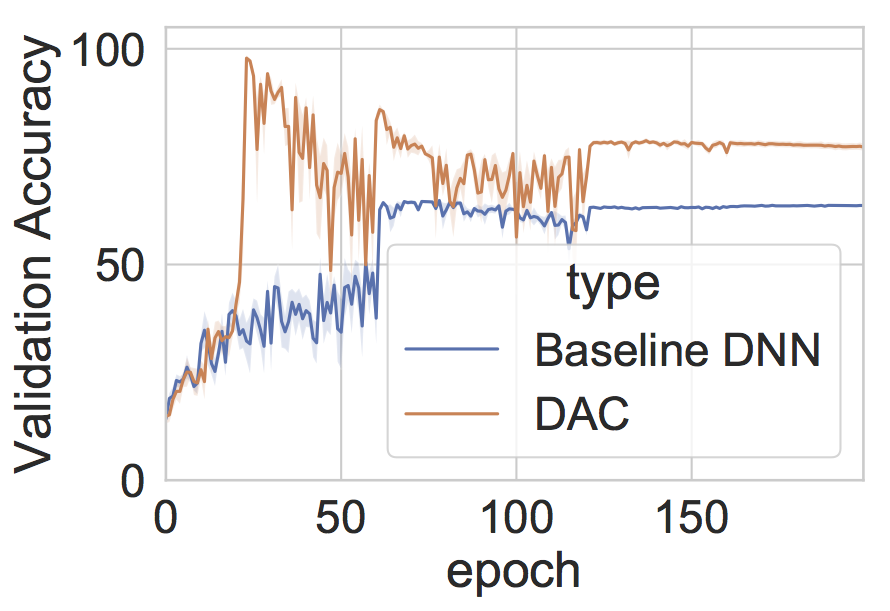 Validation Accuracy
100
50
0
type
Baseline DNN
DAC
0 50 100 150
epoch